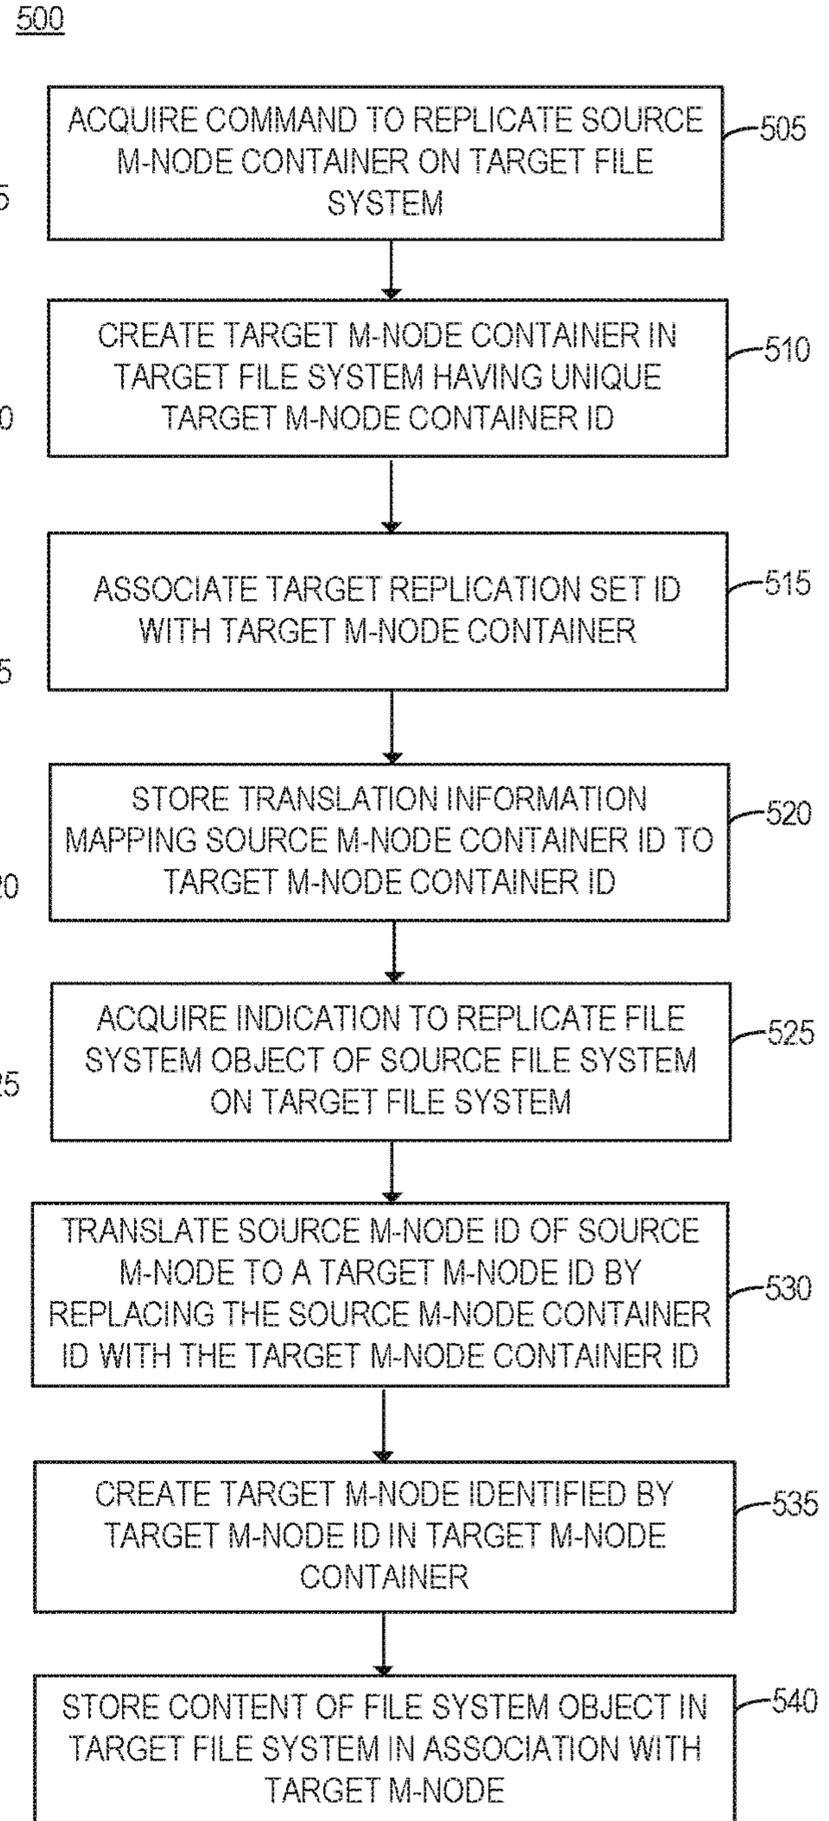 500
ACQUIRE COMMAND TO REPLICATE SOURCE
M-NODE CONTAINER ON TARGET FILE
SYSTEM
505
5
CREATE TARGET M-NODE CONTAINER IN
TARGET FILE SYSTEM HAVING UNIQUE
TARGET M-NODE CONTAINER ID
510
0
ASSOCIATE TARGET REPLICATION SET ID
WITH TARGET M-NODE CONTAINER
515
5
STORE TRANSLATION INFORMATION
MAPPING SOURCE M-NODE CONTAINER ID TO
TARGET M-NODE CONTAINER ID
520
20
ACQUIRE INDICATION TO REPLICATE FILE
SYSTEM OBJECT OF SOURCE FILE SYSTEM
ON TARGET FILE SYSTEM
525
25
TRANSLATE SOURCE M-NODE ID OF SOURCE
M-NODE TO A TARGET M-NODE ID BY
REPLACING THE SOURCE M-NODE CONTAINER
ID WITH THE TARGET M-NODE CONTAINER ID
530
CREATE TARGET M-NODE IDENTIFIED BY
TARGET M-NODE ID IN TARGET M-NODE
CONTAINER
535
STORE CONTENT OF FILE SYSTEM OBJECT IN
TARGET FILE SYSTEM IN ASSOCIATION WITH
TARGET M-NODE
540